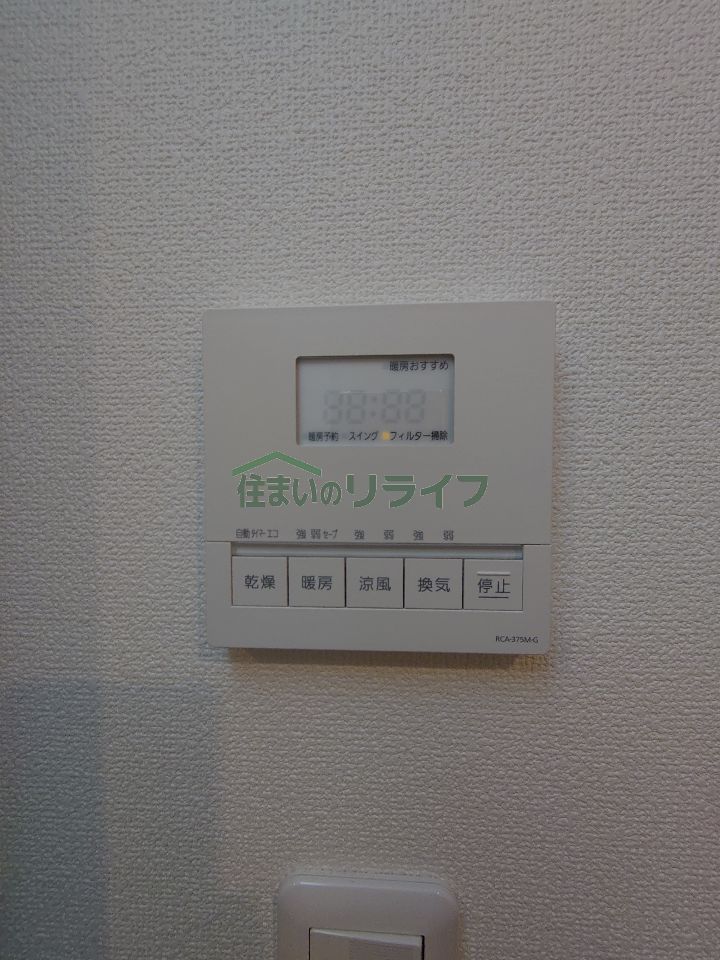 暖房おすすめ
88:88
暖房予約 スイング フィルター掃除
住まいのリライフ
自動 タイマー エコ 強 弱 セーブ 強 弱 強 弱
乾燥 暖房 涼風 換気 停止
RCA-375M-G